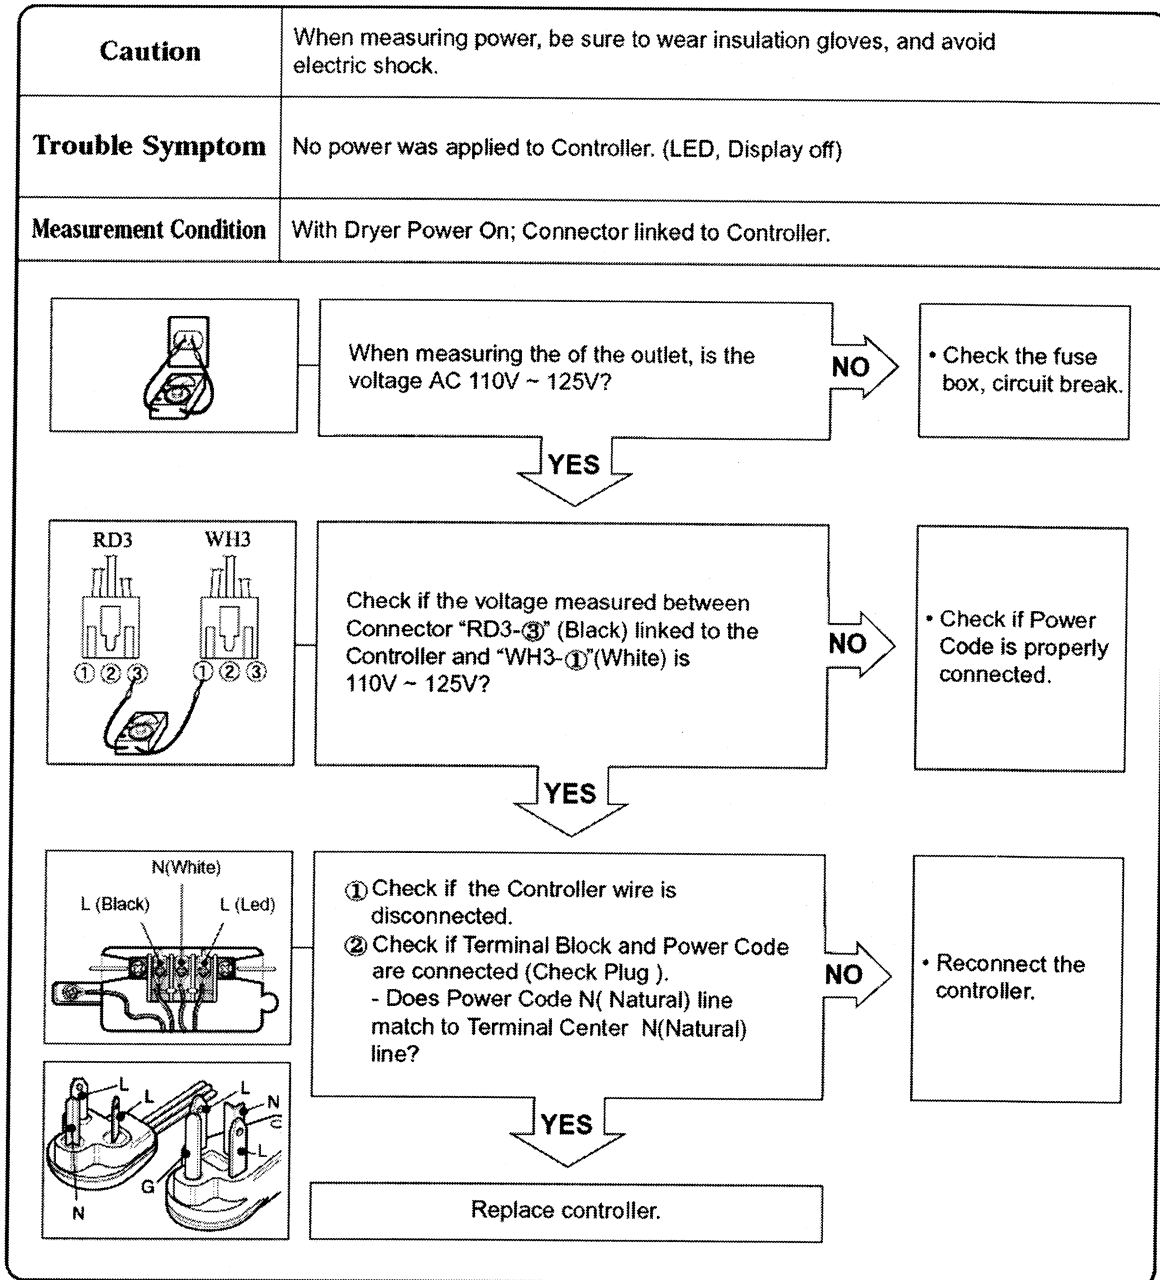 Caution
When measuring power, be sure to wear insulation gloves, and avoid
electric shock.
Trouble Symptom
No power was applied to Controller. (LED, Display off)
Measurement Condition
With Dryer Power On; Connector linked to Controller.
When measuring the of the outlet, is the
voltage AC 110V ~ 125V?
NO
• Check the fuse
box, circuit break.
YES
RD3 WH3
① ② ③ ① ② ③
Check if the voltage measured between
Connector “RD3-③” (Black) linked to the
Controller and “WH3-①”(White) is
110V ~ 125V?
NO
• Check if Power
Code is properly
connected.
YES
N(White)
L (Black) L (Led)
① Check if the Controller wire is
disconnected.
② Check if Terminal Block and Power Code
are connected (Check Plug ).
- Does Power Code N( Natural) line
match to Terminal Center N(Natural)
line?
NO
• Reconnect the
controller.
L
L
N
L
N
G
L
YES
Replace controller.